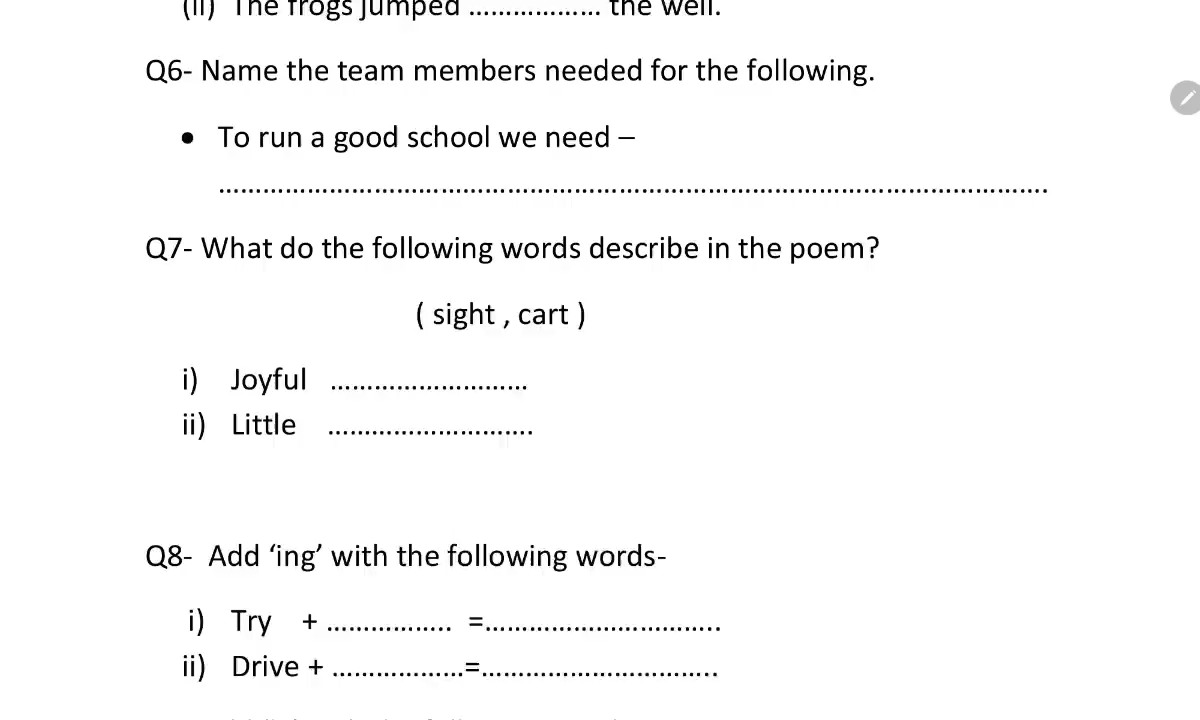 (ii) The frogs jumped .................. the well.
Q6- Name the team members needed for the following.
• To run a good school we need –
................................................................................................................
Q7- What do the following words describe in the poem?
( sight , cart )
i) Joyful ...........................
ii) Little ............................
Q8- Add ‘ing’ with the following words-
i) Try + ................. =................................
ii) Drive + ..................=................................